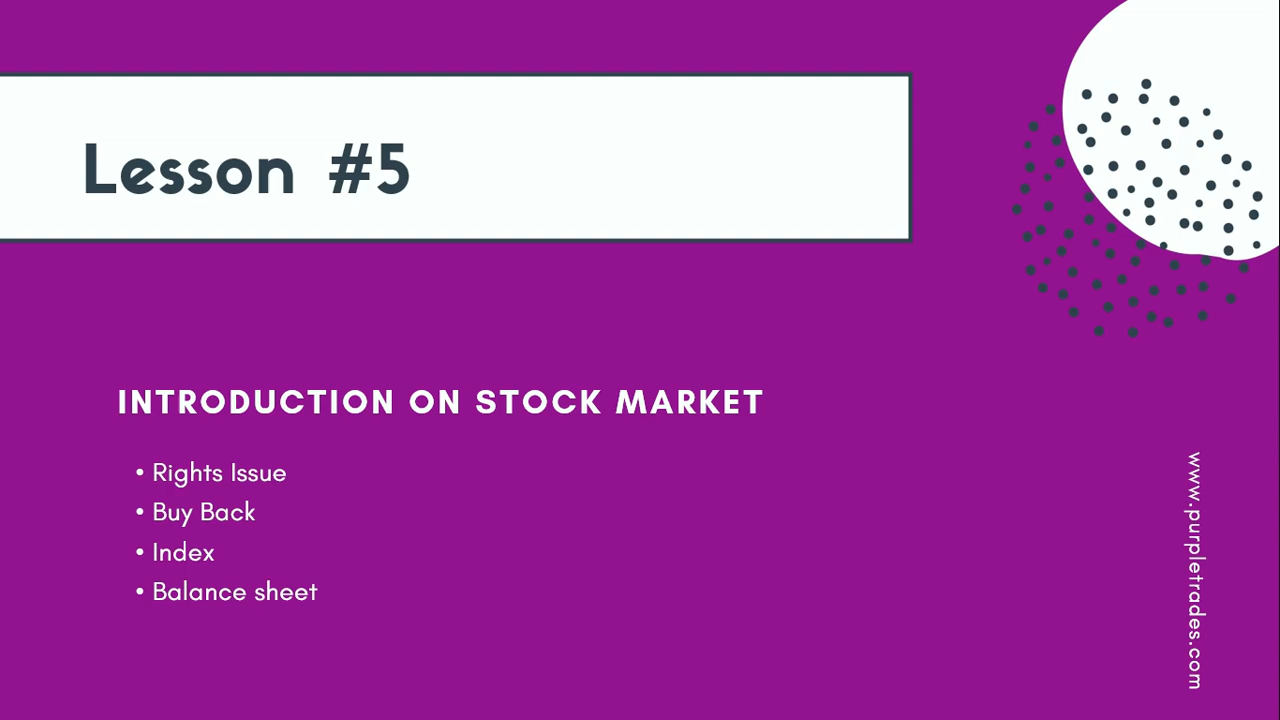 Lesson #5
INTRODUCTION ON STOCK MARKET
• Rights Issue
• Buy Back
• Index
• Balance sheet
www.purpletrades.com